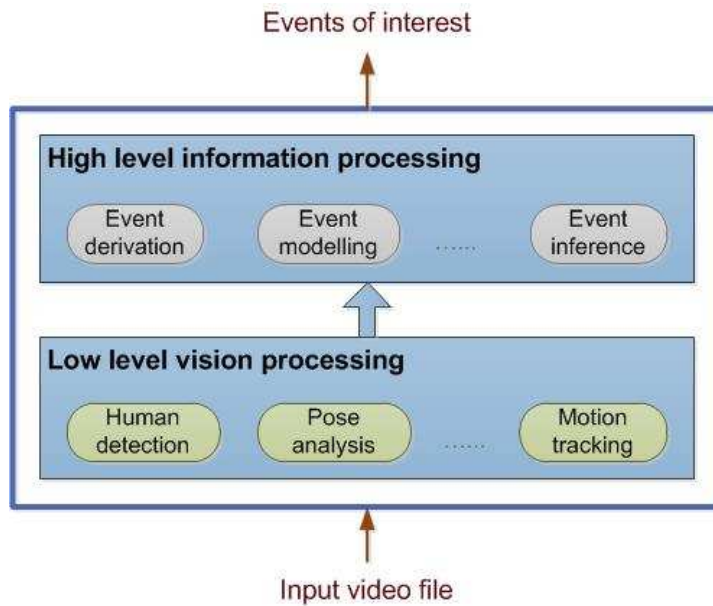 Events of interest
High level information processing
Event
derivation
Event
modelling
......
Event
inference
Low level vision processing
Human
detection
Pose
analysis
......
Motion
tracking
Input video file